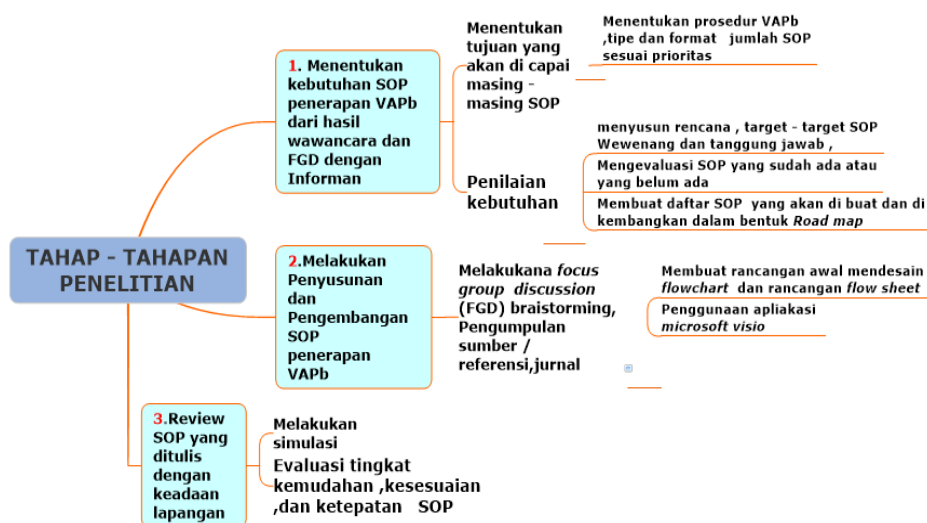 TAHAP - TAHAPAN
PENELITIAN
1. Menentukan
kebutuhan SOP
penerapan VAPb
dari hasil
wawancara dan
FGD dengan
Informan
Menentukan
tujuan yang
akan di capai
masing -
masing SOP
Menentukan prosedur VAPb
,tipe dan format jumlah SOP
sesuai prioritas
Penilaian
kebutuhan
menyusun rencana , target - target SOP
Wewenang dan tanggung jawab ,
Mengevaluasi SOP yang sudah ada atau
yang belum ada
Membuat daftar SOP yang akan di buat dan di
kembangkan dalam bentuk Road map
2.Melakukan
Penyusunan
dan
Pengembangan
SOP
penerapan
VAPb
Melakukana focus
group discussion
(FGD) braistorming,
Pengumpulan
sumber /
referensi,jurnal
Membuat rancangan awal mendesain
flowchart dan rancangan flow sheet
Penggunaan apliakasi
microsoft visio
3.Review
SOP yang
ditulis
dengan
keadaan
lapangan
Melakukan
simulasi
Evaluasi tingkat
kemudahan ,kesesuaian
,dan ketepatan SOP